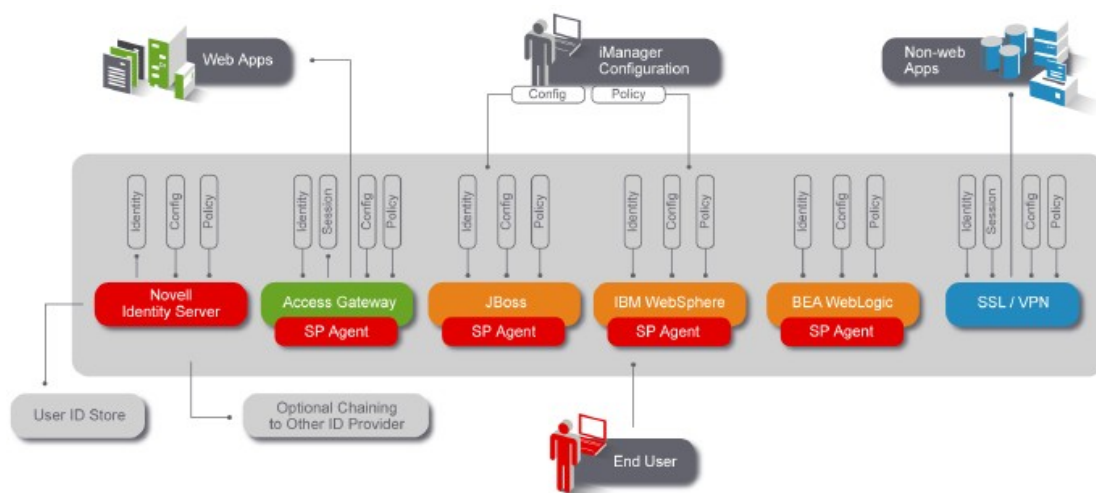 Web Apps
iManager
Configuration
Config
Policy
Non-web
Apps
Identity
Config
Policy
Identity
Session
Config
Policy
Identity
Config
Policy
Identity
Config
Policy
Identity
Config
Policy
Identity
Session
Config
Policy
Novell
Identity Server
Access Gateway
SP Agent
JBoss
SP Agent
IBM WebSphere
SP Agent
BEA WebLogic
SP Agent
SSL / VPN
User ID Store
Optional Chaining
to Other ID Provider
End User